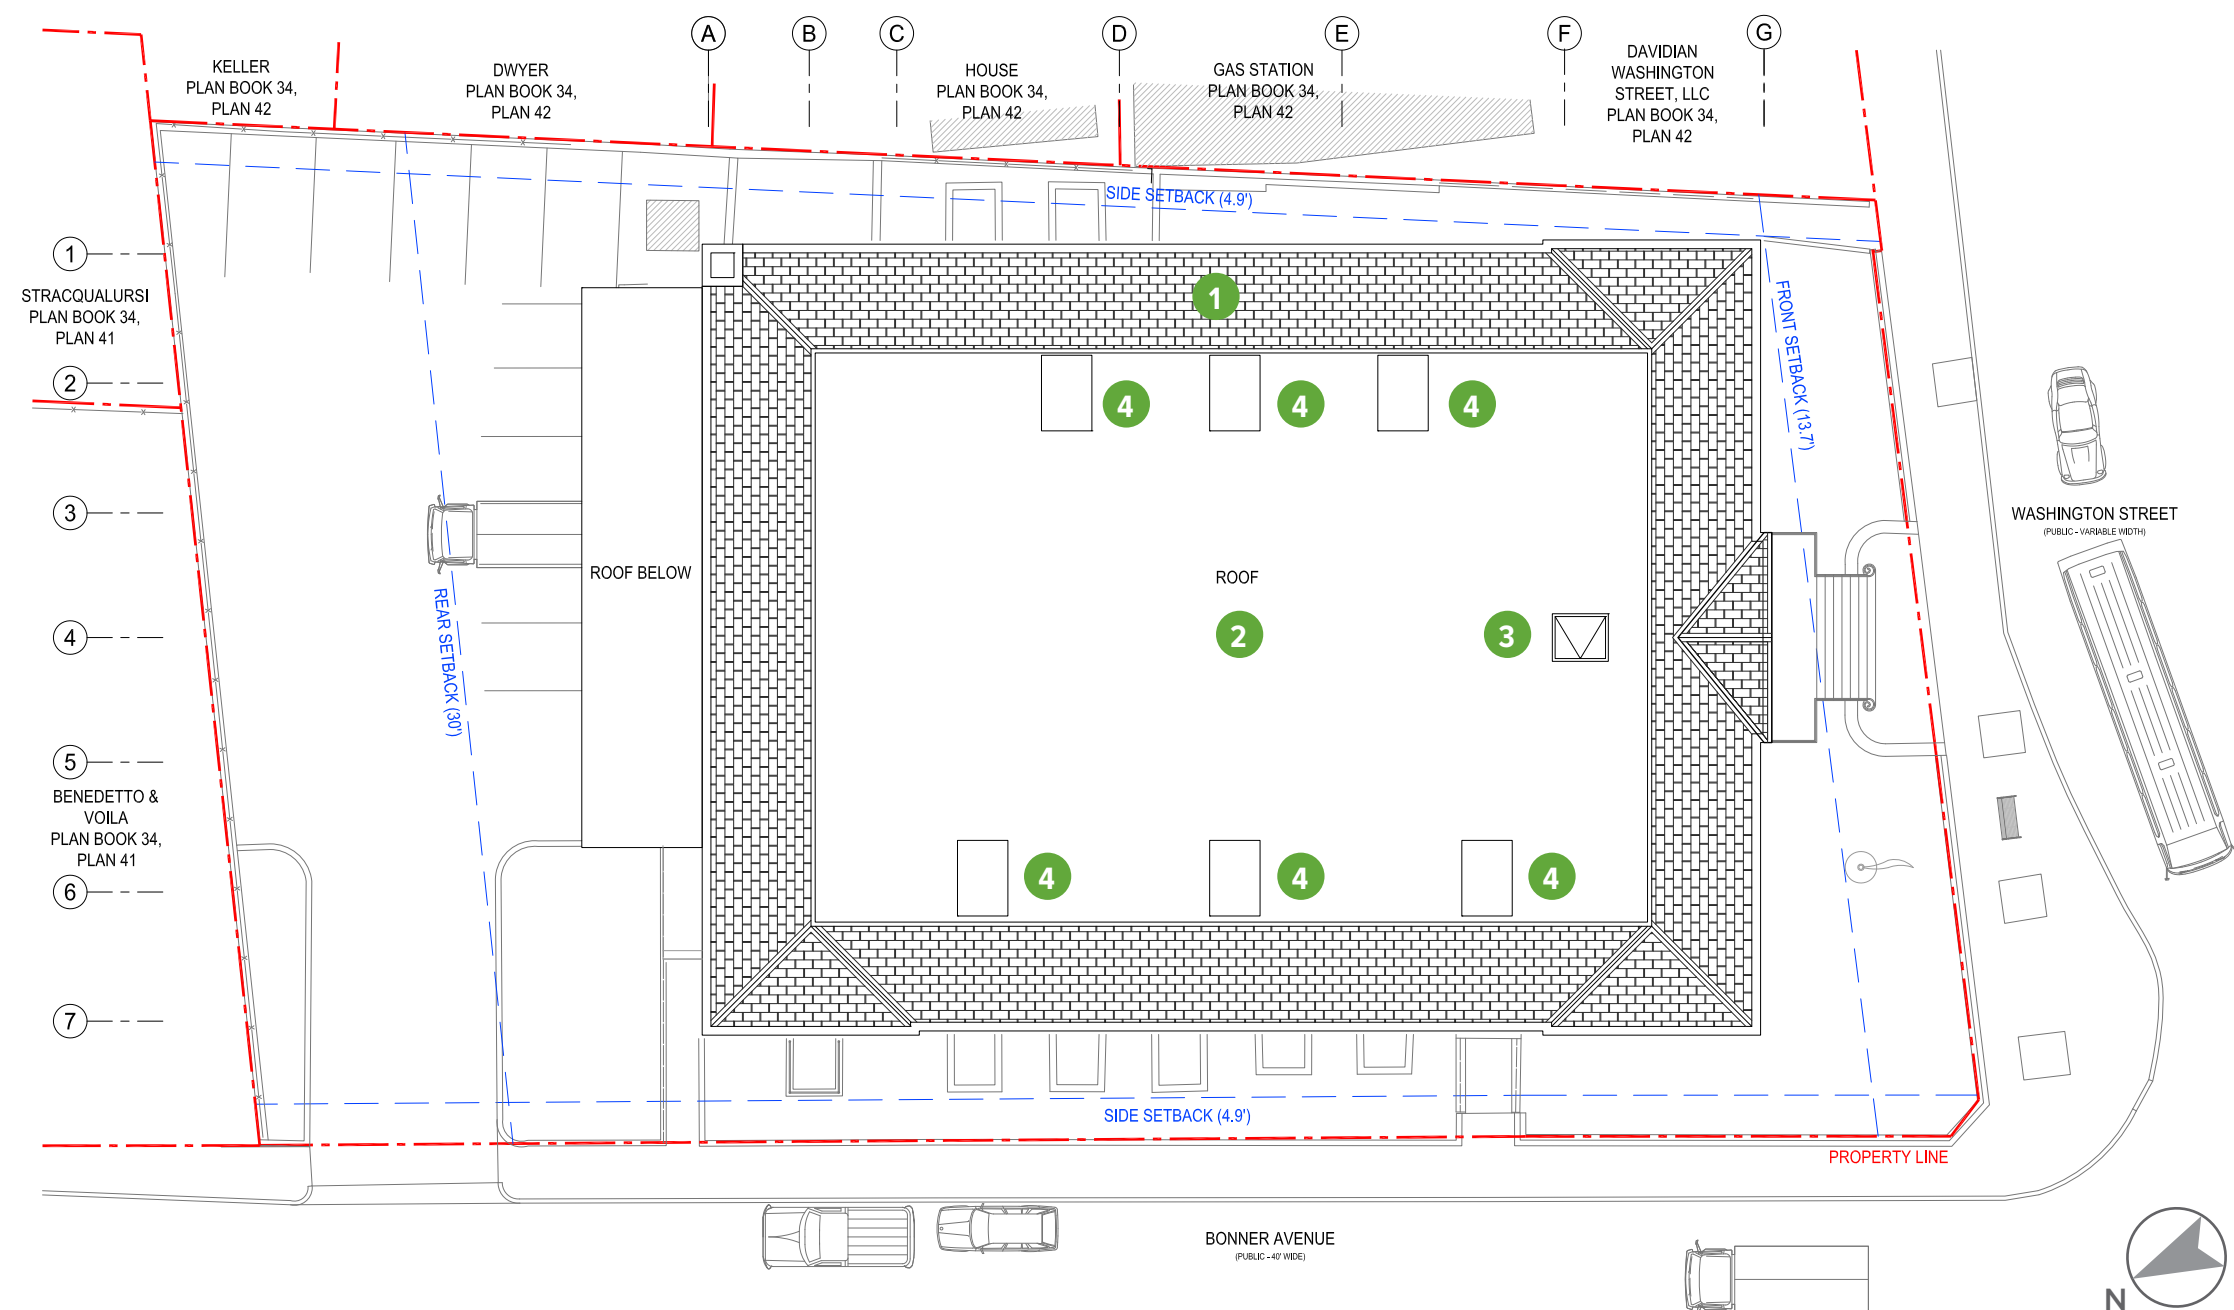 A
B
C
D
E
F
G
KELLER
PLAN BOOK 34,
PLAN 42
DWYER
PLAN BOOK 34,
PLAN 42
HOUSE
PLAN BOOK 34,
PLAN 42
GAS STATION
PLAN BOOK 34,
PLAN 42
DAVIDIAN
WASHINGTON
STREET, LLC
PLAN BOOK 34,
PLAN 42
SIDE SETBACK (4.9')
1
STRACQUALURSI
PLAN BOOK 34,
PLAN 41
2
3
4
5
BENEDETTO &
VOILA
PLAN BOOK 34,
PLAN 41
6
7
1
FRONT SETBACK (13.7')
4
4
4
WASHINGTON STREET
(PUBLIC - VARIABLE WIDTH)
ROOF BELOW
ROOF
REAR SETBACK (30')
2
3
4
4
4
SIDE SETBACK (4.9')
PROPERTY LINE
BONNER AVENUE
(PUBLIC - 40' WIDE)
N